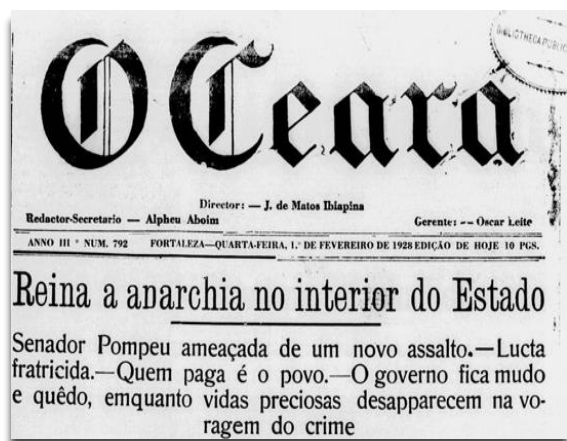 O Ceará
BIBLIOTHECA PUBLIC
Director: — J. de Matos Ibiapina
Redactor-Secretario — Alpheu Aboim Gerente: -- Oscar Leite
ANNO III * NUM. 792 FORTALEZA—QUARTA-FEIRA, 1.º DE FEVEREIRO DE 1928 EDIÇÃO DE HOJE 10 PGS.
Reina a anarchia no interior do Estado
Senador Pompeu ameaçada de um novo assalto.—Lucta
fratricida.—Quem paga é o povo.—O governo fica mudo
e quêdo, emquanto vidas preciosas desapparecem na vo-
ragem do crime